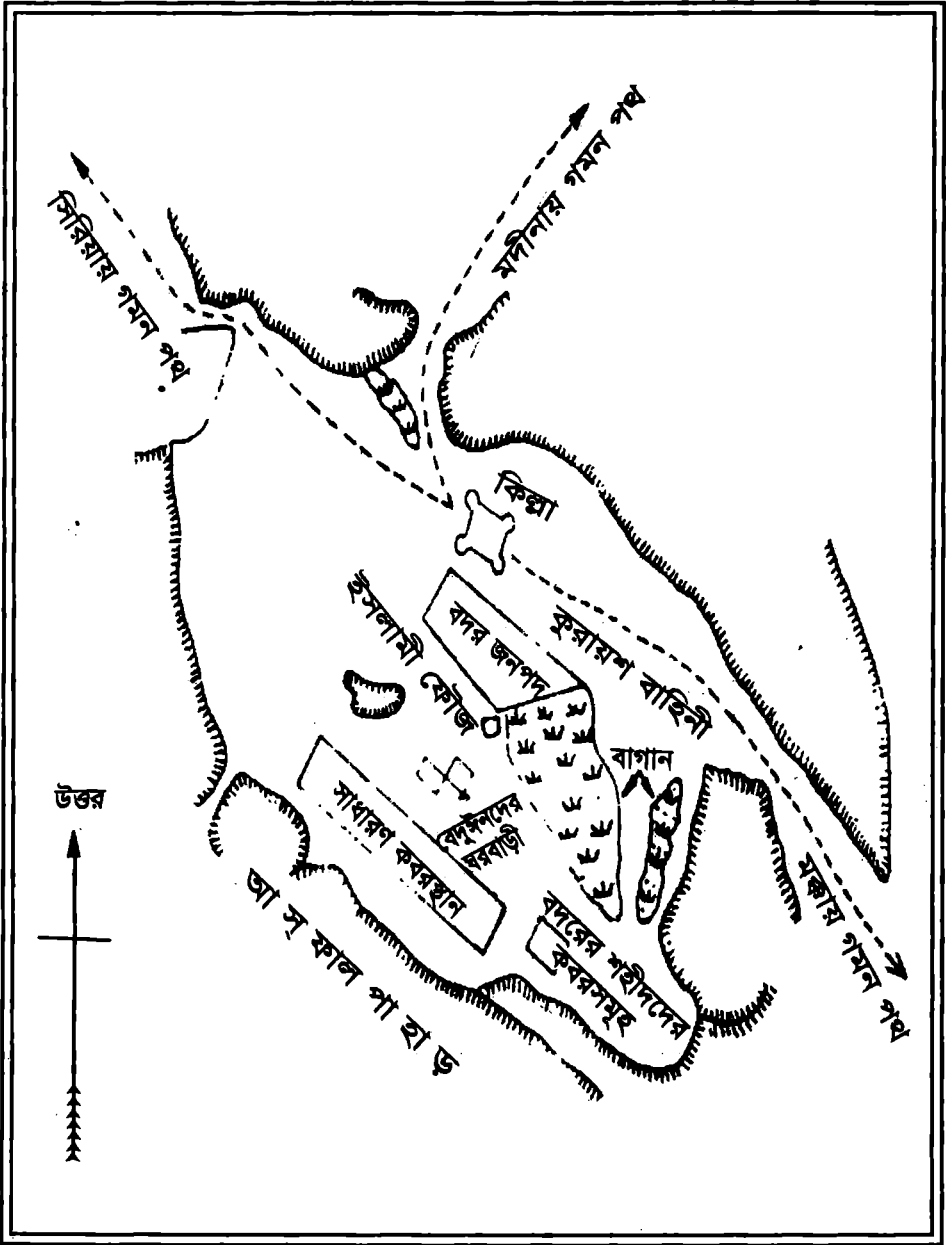 মদীনায় গমন পথ
সিরিয়ায় গমন পথ
কিল্লা
ইসলামী ফৌজ
বদর জনপদ
কুরায়শ বাহিনী
বাগান
উত্তর
সাধারণ কবরস্থান
বেদুঈনদের
ঘরবাড়ী
মক্কায় গমন পথ
বদরের শহীদদের
কবরসমূহ
আস্ফাল পাহাড়